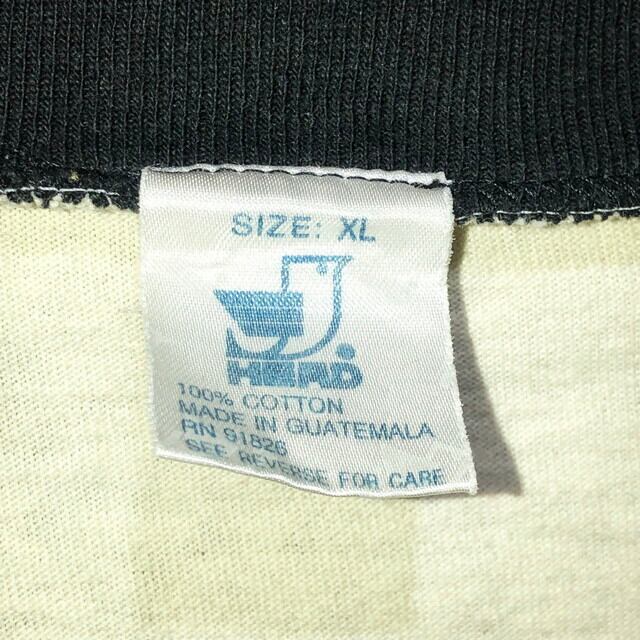 SIZE: XL
HEAD
100% COTTON
MADE IN GUATEMALA
RN 91826
SEE REVERSE FOR CARE